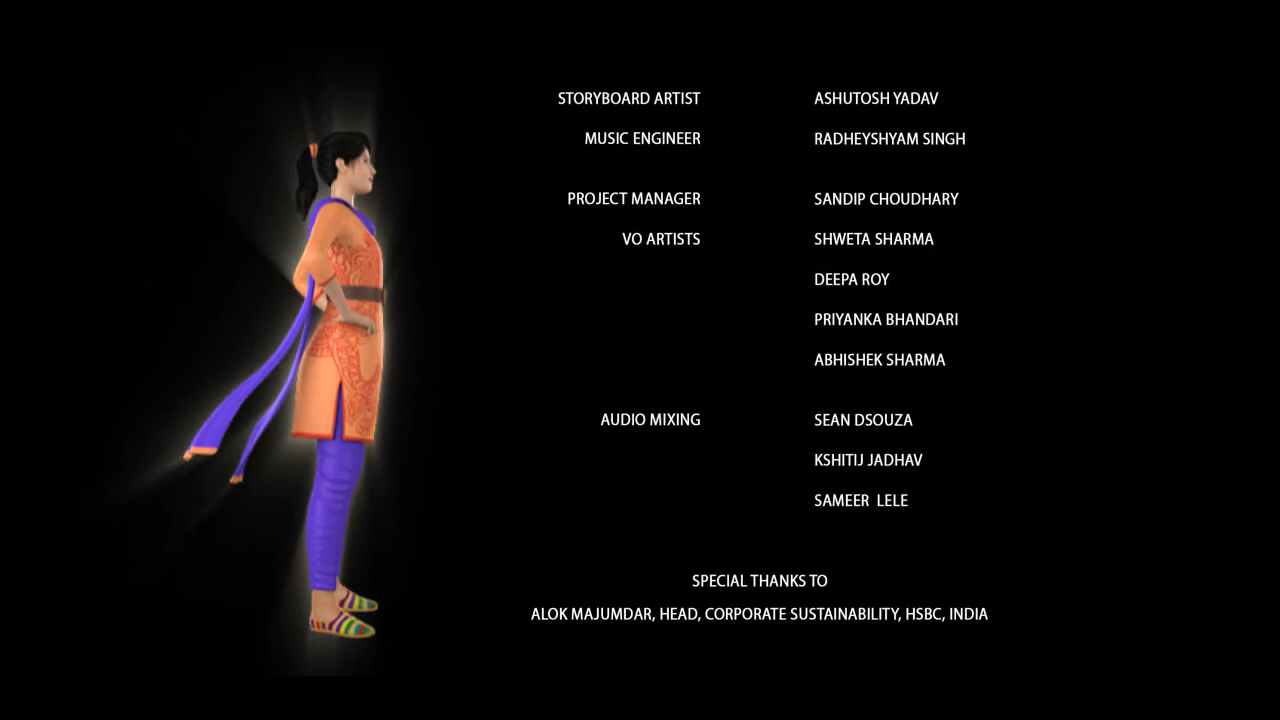 STORYBOARD ARTIST ASHUTOSH YADAV
MUSIC ENGINEER RADHEYSHYAM SINGH
PROJECT MANAGER SANDIP CHOUDHARY
VO ARTISTS SHWETA SHARMA
DEEPA ROY
PRIYANKA BHANDARI
ABHISHEK SHARMA
AUDIO MIXING SEAN DSOUZA
KSHITIJ JADHAV
SAMEER LELE
SPECIAL THANKS TO
ALOK MAJUMDAR, HEAD, CORPORATE SUSTAINABILITY, HSBC, INDIA